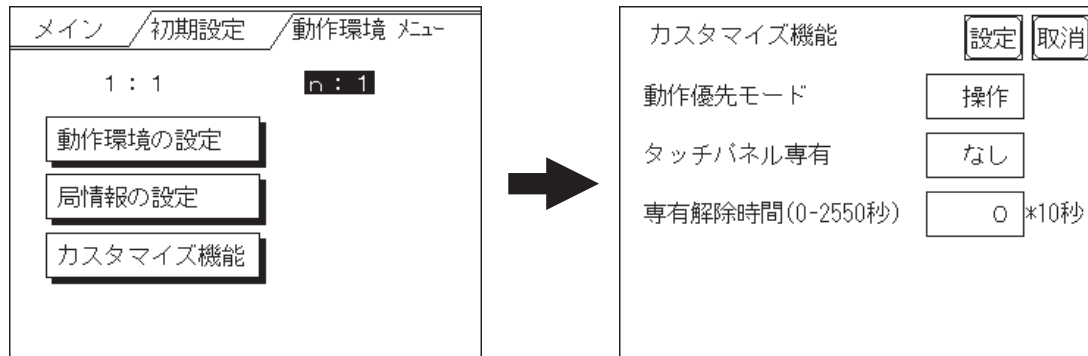 メイン 初期設定 動作環境 メニュー
1:1 n:1
動作環境の設定
局情報の設定
カスタマイズ機能
カスタマイズ機能 設定 取消
動作優先モード 操作
タッチパネル専有 なし
専有解除時間(0-2550秒) 0 *10秒